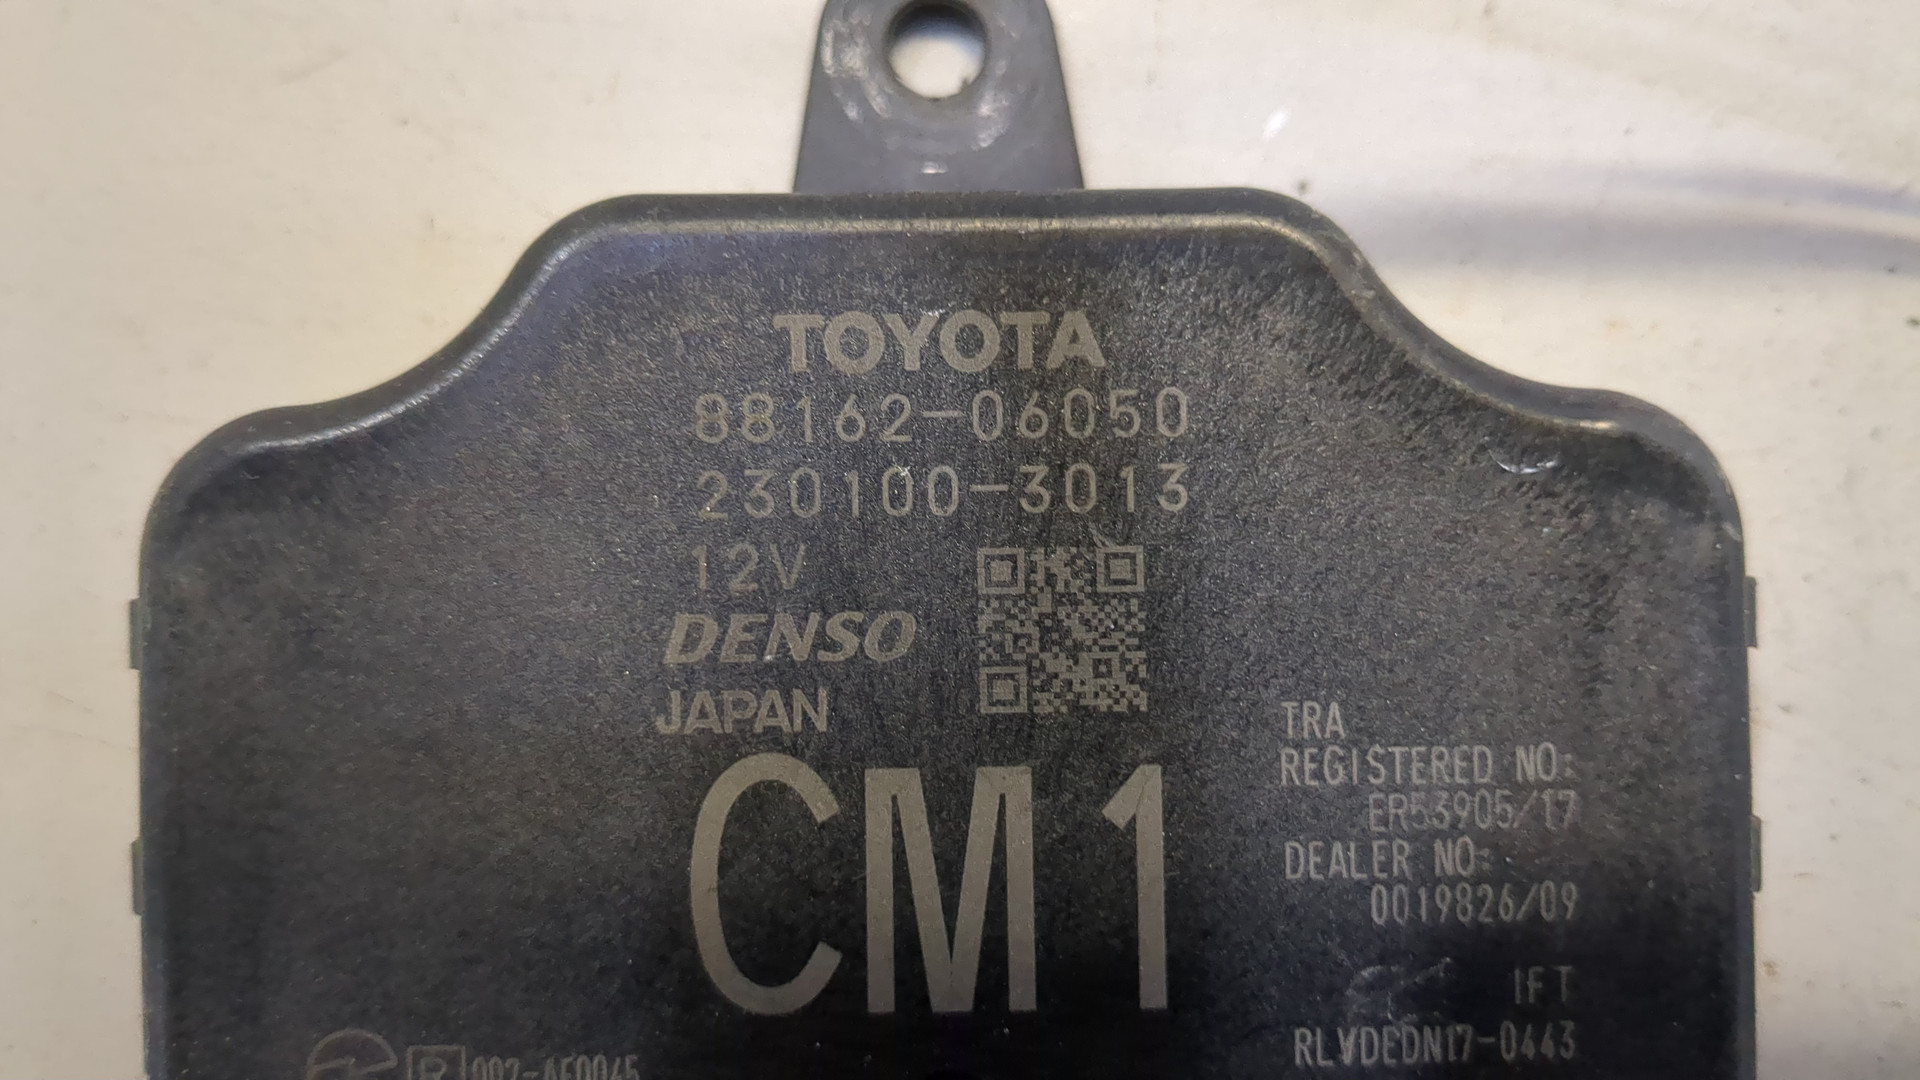 TOYOTA
88162-06050
230100-3013
12V
DENSO
JAPAN
CM1
TRA
REGISTERED NO:
ER53905/17
DEALER NO:
0019826/09
IFT
RLVDEDN17-0443
R